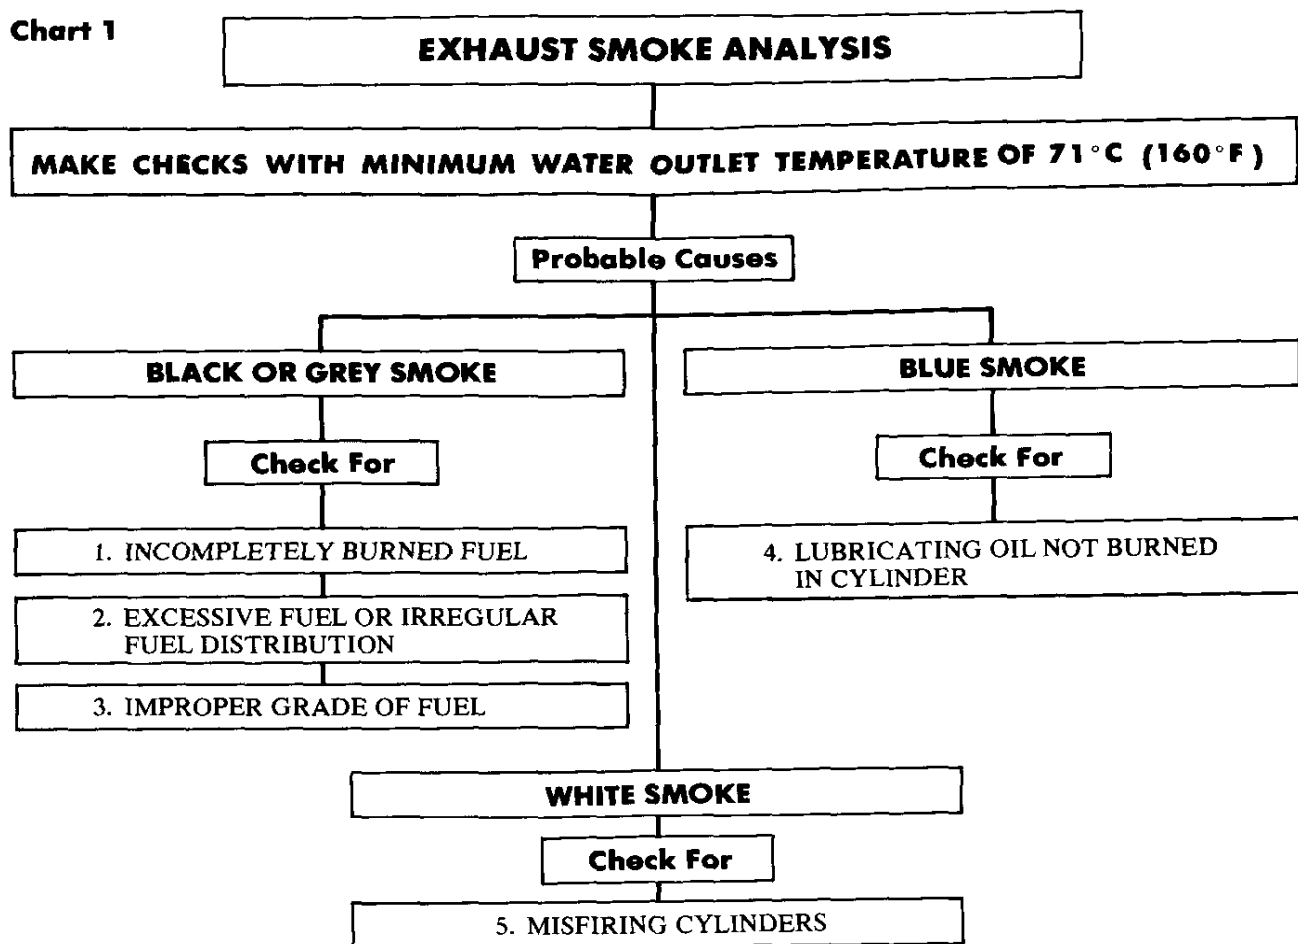 Chart 1
EXHAUST SMOKE ANALYSIS
MAKE CHECKS WITH MINIMUM WATER OUTLET TEMPERATURE OF 71°C (160°F)
Probable Causes
BLACK OR GREY SMOKE
Check For
1. INCOMPLETELY BURNED FUEL
2. EXCESSIVE FUEL OR IRREGULAR
FUEL DISTRIBUTION
3. IMPROPER GRADE OF FUEL
BLUE SMOKE
Check For
4. LUBRICATING OIL NOT BURNED
IN CYLINDER
WHITE SMOKE
Check For
5. MISFIRING CYLINDERS